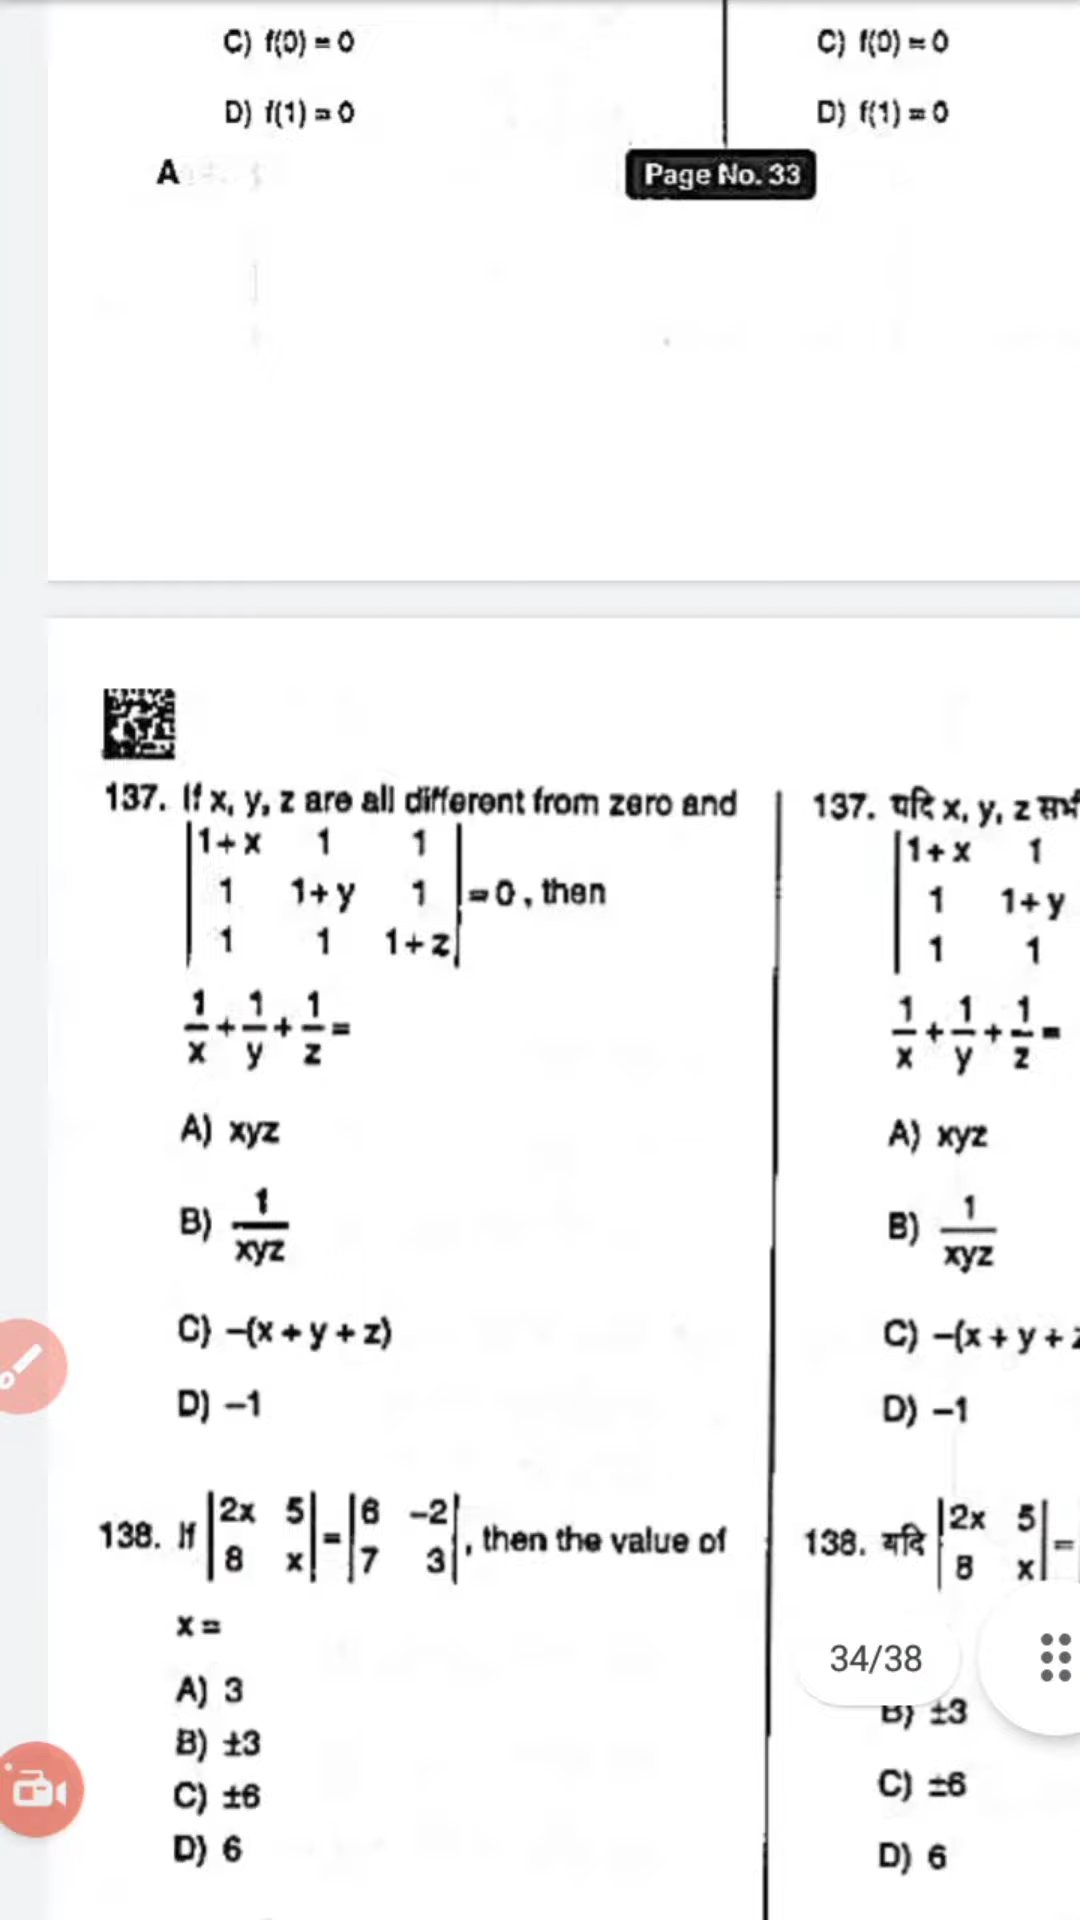 C) f(0) = 0
D) f(1) = 0
C) f(0) = 0
D) f(1) = 0
A
Page No. 33
137. If x, y, z are all different from zero and
|1+x 1 1|
|1 1+y 1| = 0, then
|1 1 1+z|
1/x + 1/y + 1/z =
A) xyz
B) 1/xyz
C) –(x + y + z)
D) –1
138. If |2x 5| = |6 –2|, then the value of
|8 x| |7 3|
x =
A) 3
B) ±3
C) ±6
D) 6
137. यदि x, y, z सभी
|1+x 1
|1 1+y
|1 1
1/x + 1/y + 1/z =
A) xyz
B) 1/xyz
C) –(x + y + z
D) –1
138. यदि |2x 5| =
|8 x|
34/38
B) ±3
C) ±6
D) 6